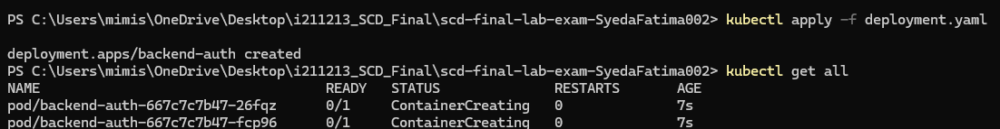 PS C:\Users\mimis\OneDrive\Desktop\i211213_SCD_Final\scd-final-lab-exam-SyedaFatima002> kubectl apply -f deployment.yaml
deployment.apps/backend-auth created
PS C:\Users\mimis\OneDrive\Desktop\i211213_SCD_Final\scd-final-lab-exam-SyedaFatima002> kubectl get all
NAME READY STATUS RESTARTS AGE
pod/backend-auth-667c7c7b47-26fqz 0/1 ContainerCreating 0 7s
pod/backend-auth-667c7c7b47-fcp96 0/1 ContainerCreating 0 7s